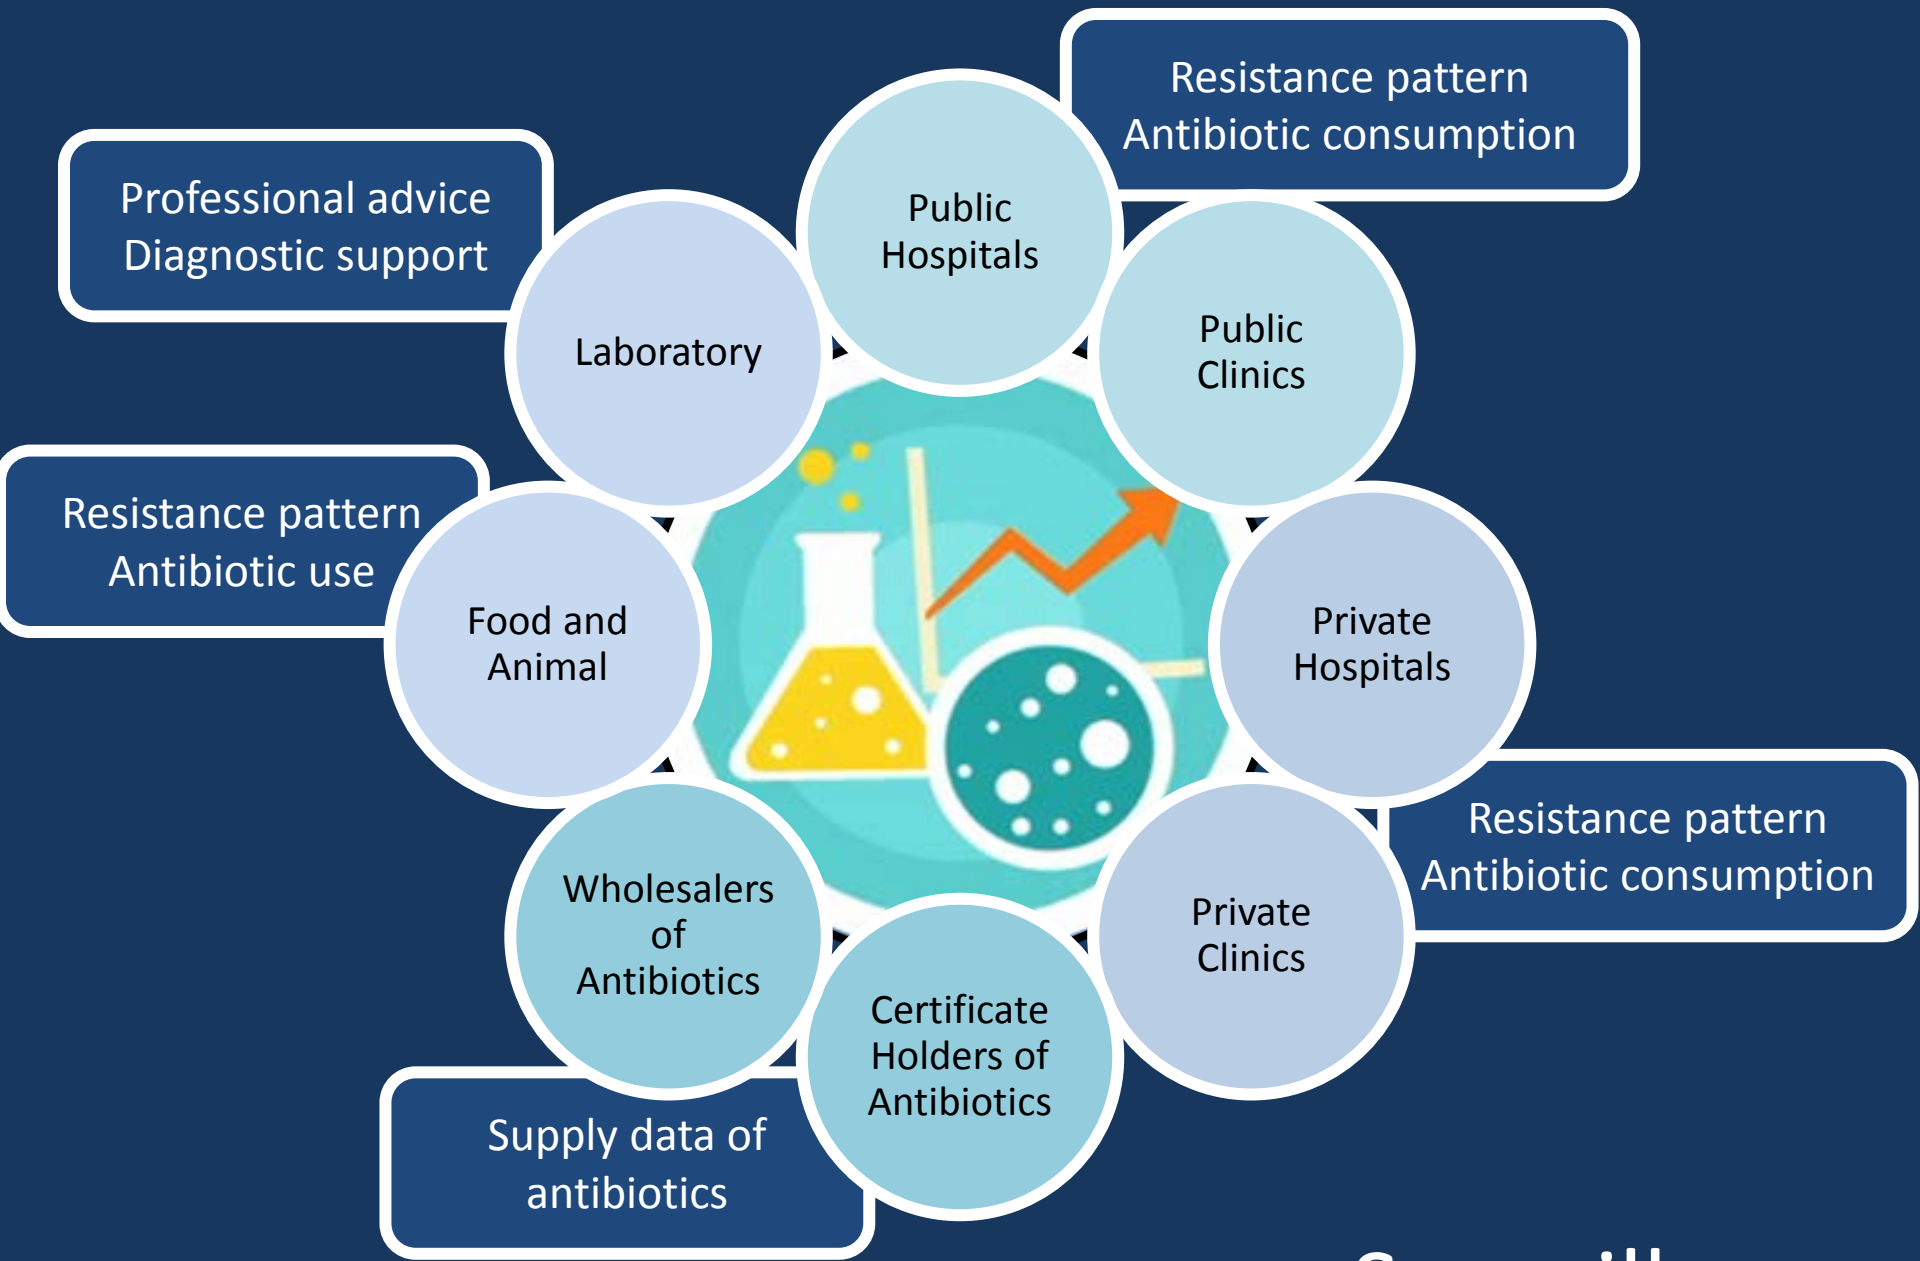 Resistance pattern
Antibiotic consumption
Public
Hospitals
Professional advice
Diagnostic support
Laboratory
Public
Clinics
Resistance pattern
Antibiotic use
Food and
Animal
Private
Hospitals
Resistance pattern
Antibiotic consumption
Wholesalers
of
Antibiotics
Private
Clinics
Certificate
Holders of
Antibiotics
Supply data of
antibiotics